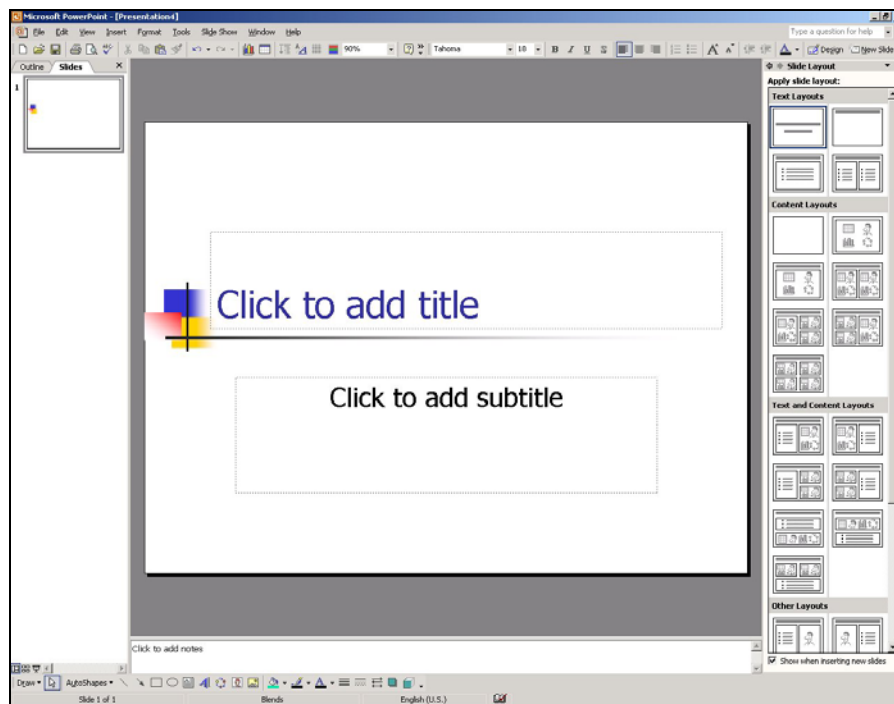 Microsoft PowerPoint - [Presentation4]
File Edit View Insert Format Tools Slide Show Window Help
Type a question for help
90%
Tahoma
18
B I U S
Design
New Slide
Outline
Slides
Slide Layout
Apply slide layout:
1
Text Layouts
Content Layouts
Click to add title
Click to add subtitle
Text and Content Layouts
Other Layouts
Click to add notes
Show when inserting new slides
Draw
AutoShapes
Slide 1 of 1
Blends
English (U.S.)